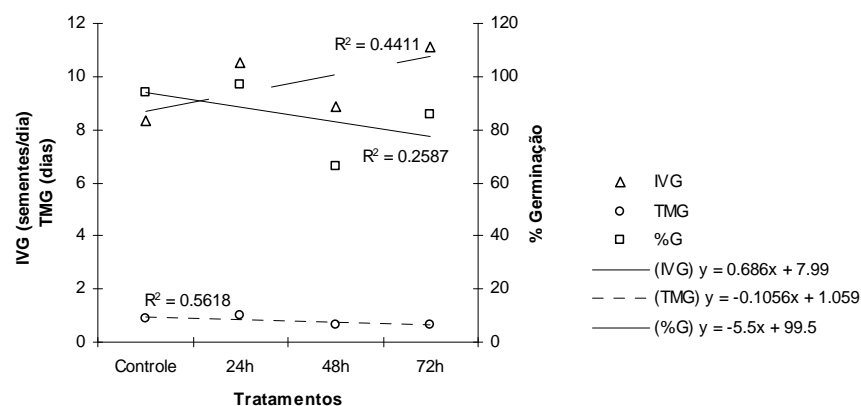 12
10
8
6
4
2
0
IVG (sementes/dia)
TMG (dias)
120
100
80
60
40
20
0
% Germinação
R² = 0.4411
R² = 0.2587
R² = 0.5618
Controle 24h 48h 72h
Tratamentos
IVG
TMG
%G
(IVG) y = 0.686x + 7.99
(TMG) y = -0.1056x + 1.059
(%G) y = -5.5x + 99.5